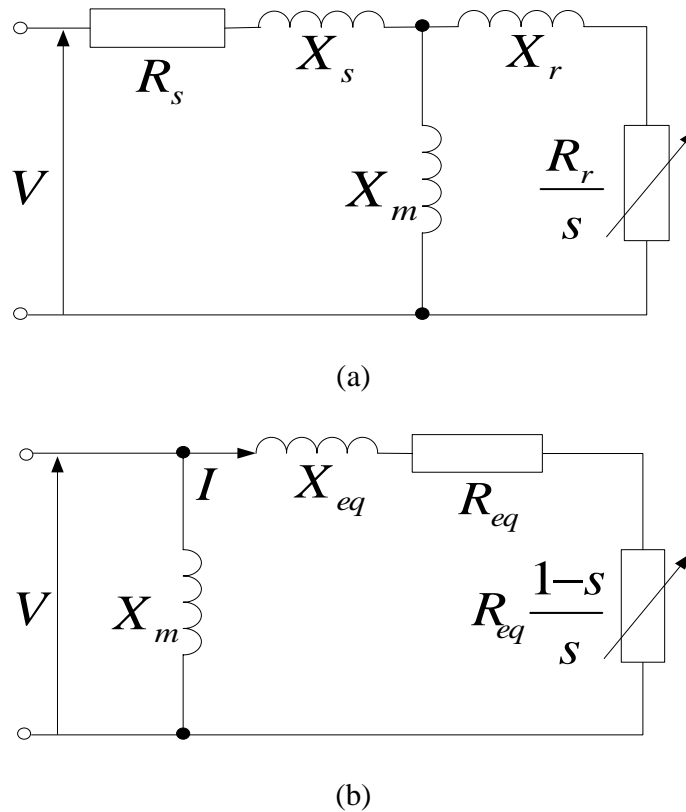 R_s
X_s
X_r
V
X_m
R_r/s
(a)
I
X_eq
R_eq
V
X_m
R_eq 1-s/s
(b)